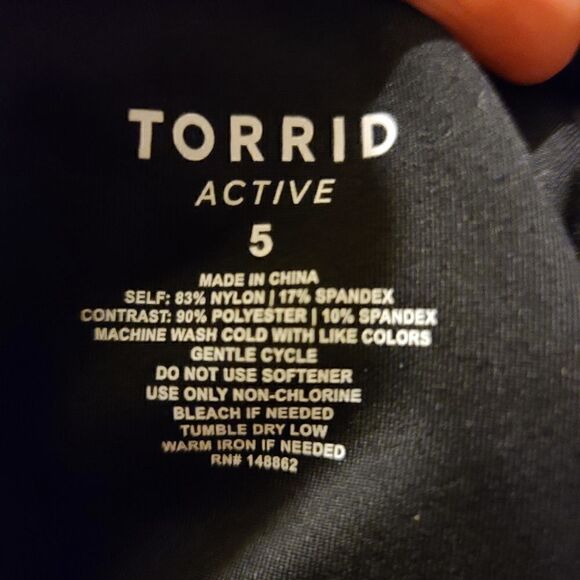 TORRID
ACTIVE
5
MADE IN CHINA
SELF: 83% NYLON | 17% SPANDEX
CONTRAST: 90% POLYESTER | 10% SPANDEX
MACHINE WASH COLD WITH LIKE COLORS
GENTLE CYCLE
DO NOT USE SOFTENER
USE ONLY NON-CHLORINE
BLEACH IF NEEDED
TUMBLE DRY LOW
WARM IRON IF NEEDED
RN# 148862